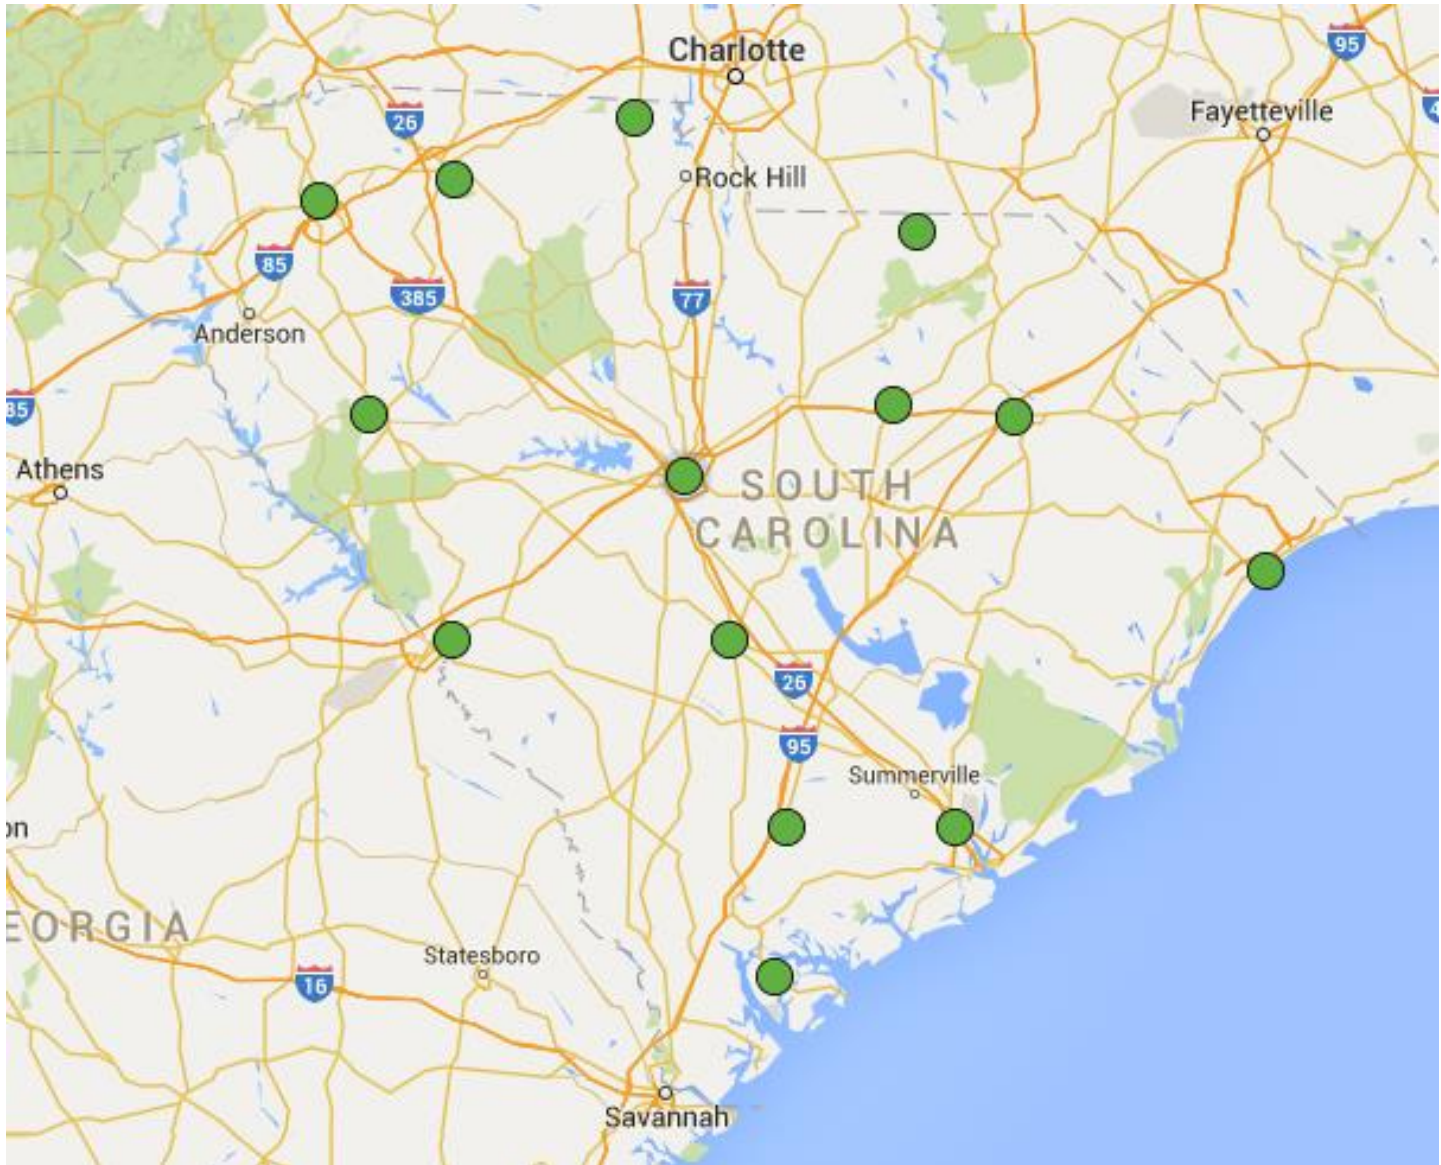 Charlotte
95
Fayetteville
26
4
Rock Hill
85
385
77
Anderson
85
Athens
SOUTH
CAROLINA
26
95
Summerville
on
EORGIA
Statesboro
16
Savannah